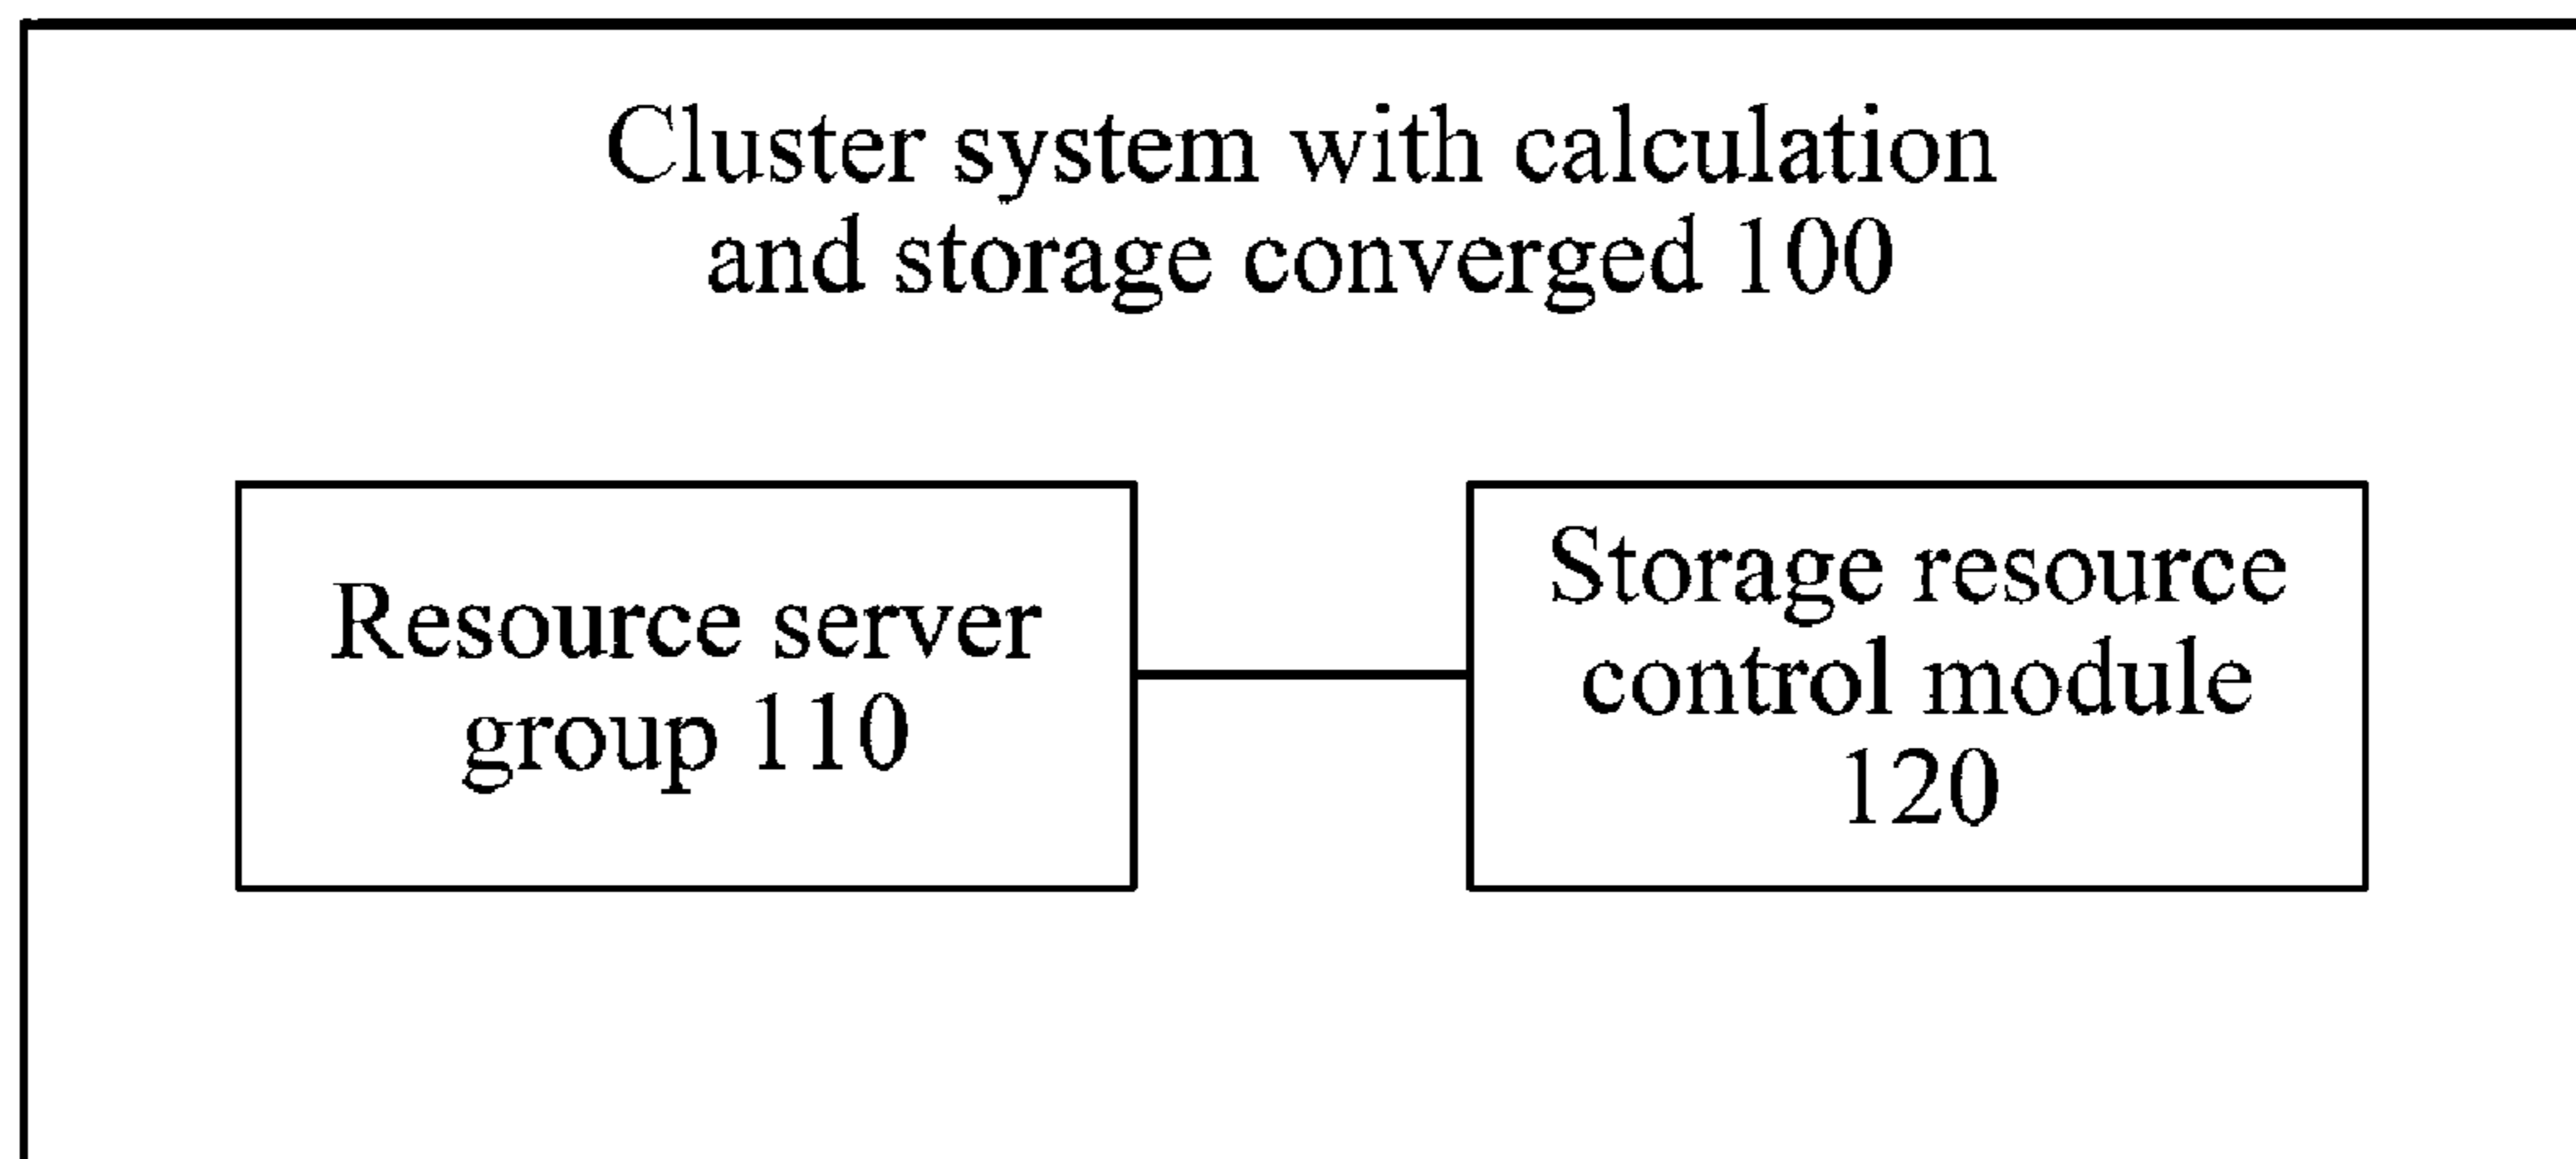 Cluster system with calculation
and storage converged 100
Resource server
group 110
Storage resource
control module
120